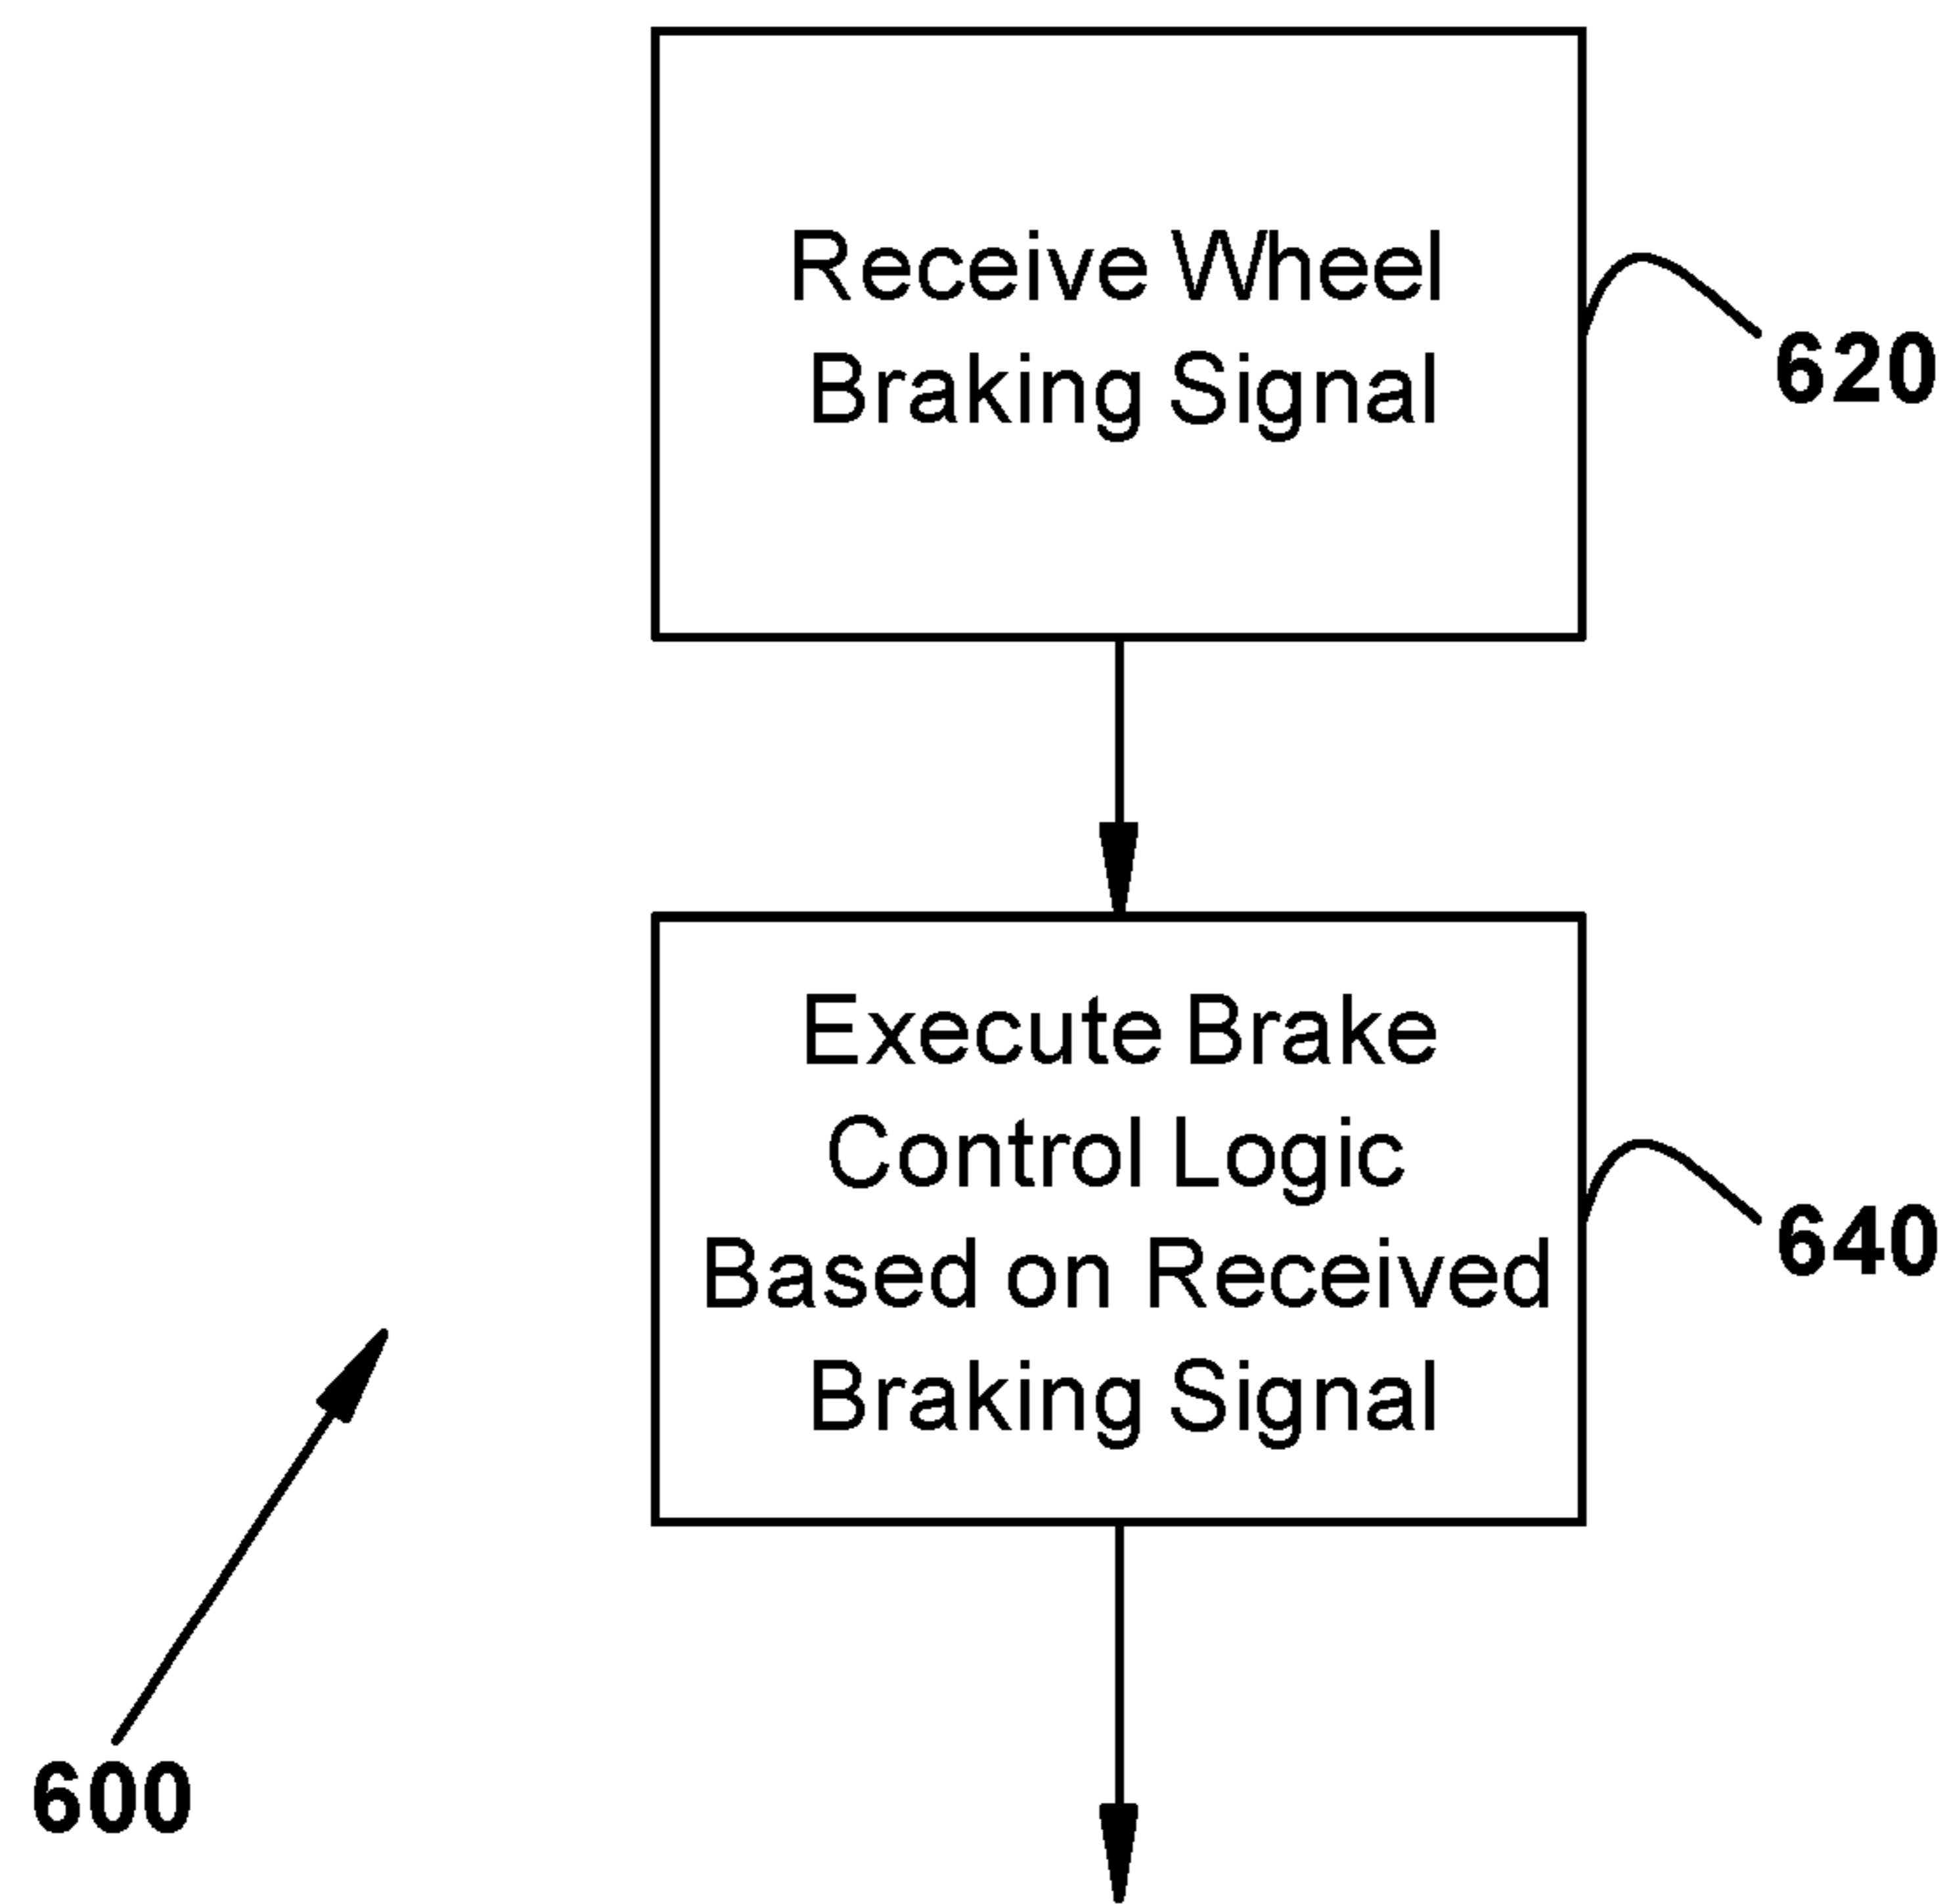 Receive Wheel
Braking Signal
620
Execute Brake
Control Logic
Based on Received
Braking Signal
640
600